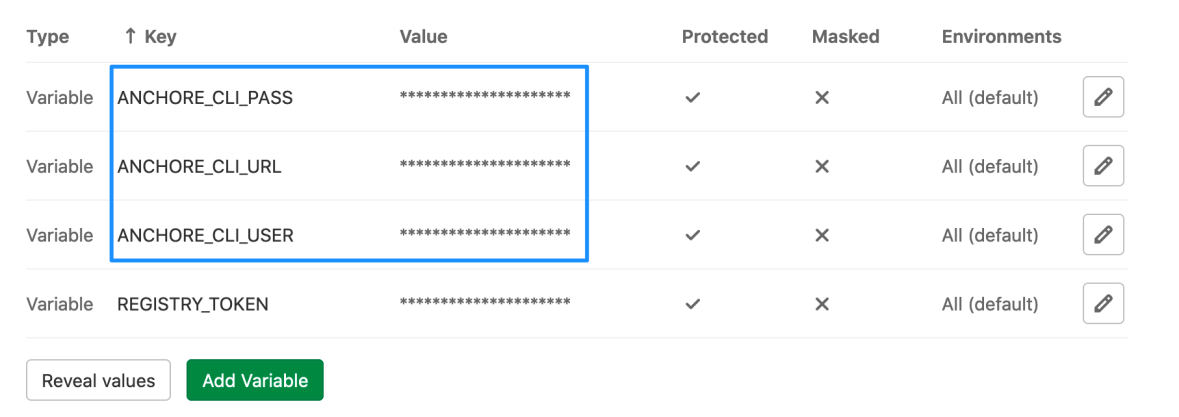 Type ↑ Key Value Protected Masked Environments
Variable ANCHORE_CLI_PASS ********************* All (default)
Variable ANCHORE_CLI_URL ********************* All (default)
Variable ANCHORE_CLI_USER ********************* All (default)
Variable REGISTRY_TOKEN ********************* All (default)
Reveal values Add Variable